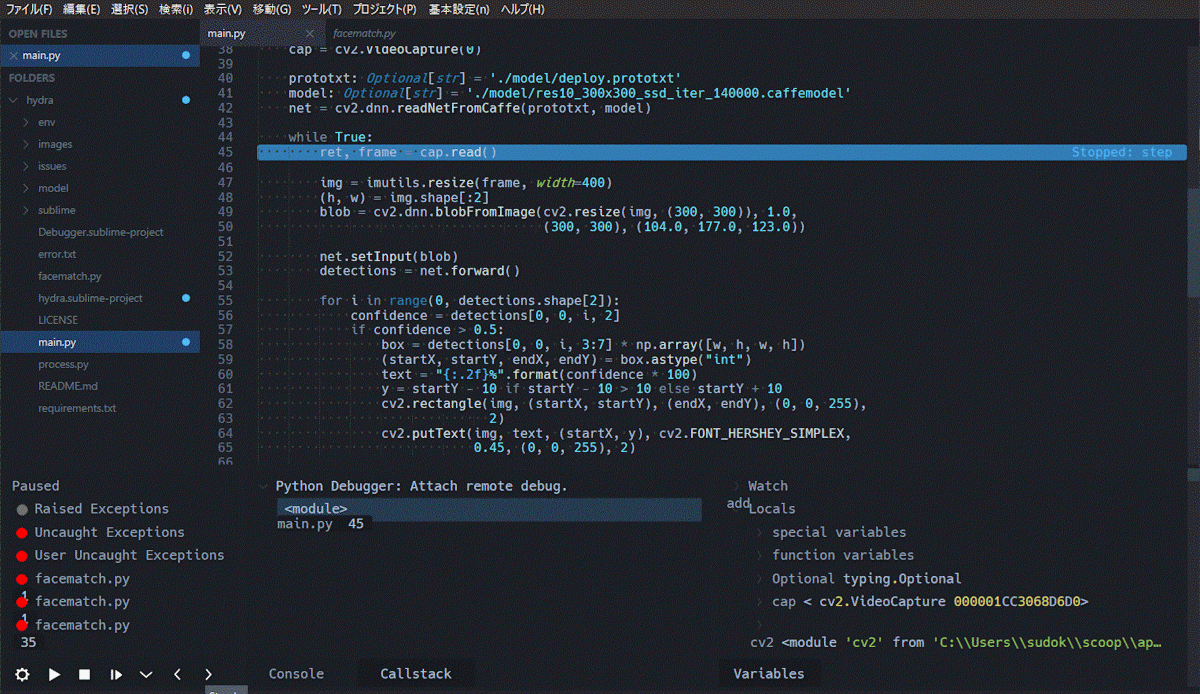 ファイル(F) 編集(E) 選択(S) 検索(i) 表示(V) 移動(G) ツール(T) プロジェクト(P) 基本設定(n) ヘルプ(H)
OPEN FILES
main.py
FOLDERS
hydra
env
images
issues
model
sublime
Debugger.sublime-project
error.txt
facematch.py
hydra.sublime-project
LICENSE
main.py
process.py
README.md
requirements.txt
main.py facematch.py
38 cap = cv2.VideoCapture(0)
39
40 prototxt: Optional[str] = './model/deploy.prototxt'
41 model: Optional[str] = './model/res10_300x300_ssd_iter_140000.caffemodel'
42 net = cv2.dnn.readNetFromCaffe(prototxt, model)
43
44 while True:
45 ret, frame = cap.read() Stopped: step
46
47 img = imutils.resize(frame, width=400)
48 (h, w) = img.shape[:2]
49 blob = cv2.dnn.blobFromImage(cv2.resize(img, (300, 300)), 1.0,
50 (300, 300), (104.0, 177.0, 123.0))
51
52 net.setInput(blob)
53 detections = net.forward()
54
55 for i in range(0, detections.shape[2]):
56 confidence = detections[0, 0, i, 2]
57 if confidence > 0.5:
58 box = detections[0, 0, i, 3:7] * np.array([w, h, w, h])
59 (startX, startY, endX, endY) = box.astype("int")
60 text = "{:.2f}%".format(confidence * 100)
61 y = startY - 10 if startY - 10 > 10 else startY + 10
62 cv2.rectangle(img, (startX, startY), (endX, endY), (0, 0, 255),
63 2)
64 cv2.putText(img, text, (startX, y), cv2.FONT_HERSHEY_SIMPLEX,
65 0.45, (0, 0, 255), 2)
66
Paused
Raised Exceptions
Uncaught Exceptions
User Uncaught Exceptions
facematch.py
1
facematch.py
1
facematch.py
35
Python Debugger: Attach remote debug.
<module>
main.py 45
Watch
add
Locals
special variables
function variables
Optional typing.Optional
cap < cv2.VideoCapture 000001CC3068D6D0>
cv2 <module 'cv2' from 'C:\\Users\\sudok\\scoop\\ap…
Console Callstack Variables